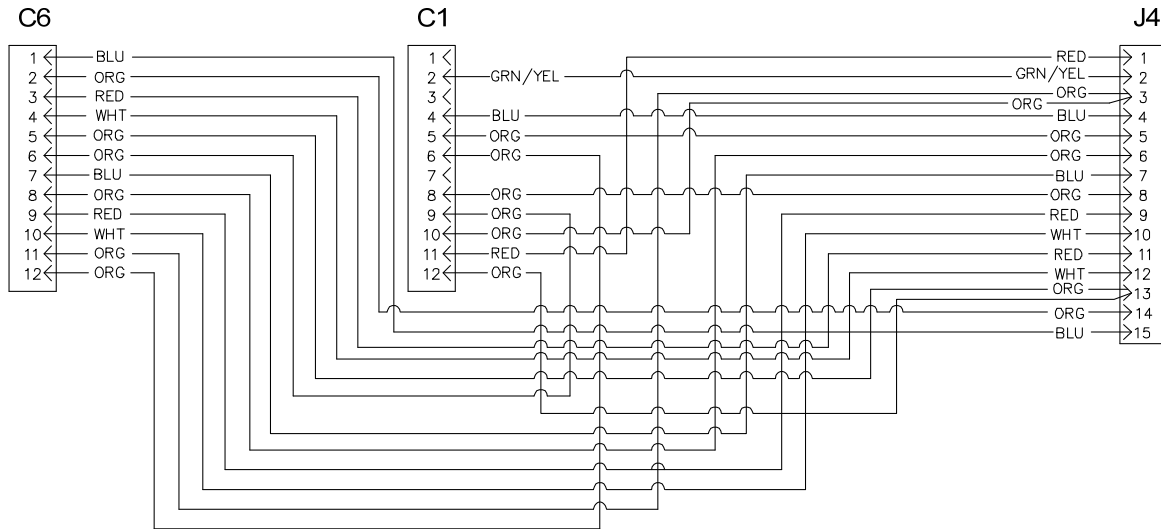 C6 C1 J4
1 BLU 1 RED 1
2 ORG 2 GRN/YEL GRN/YEL 2
3 RED 3 ORG 3
ORG
4 WHT 4 BLU BLU 4
5 ORG 5 ORG ORG 5
6 ORG 6 ORG ORG 6
7 BLU 7 BLU 7
8 ORG 8 ORG ORG 8
9 RED 9 ORG RED 9
10 WHT 10 ORG WHT 10
11 ORG 11 RED RED 11
12 ORG 12 ORG WHT 12
ORG 13
ORG 14
BLU 15